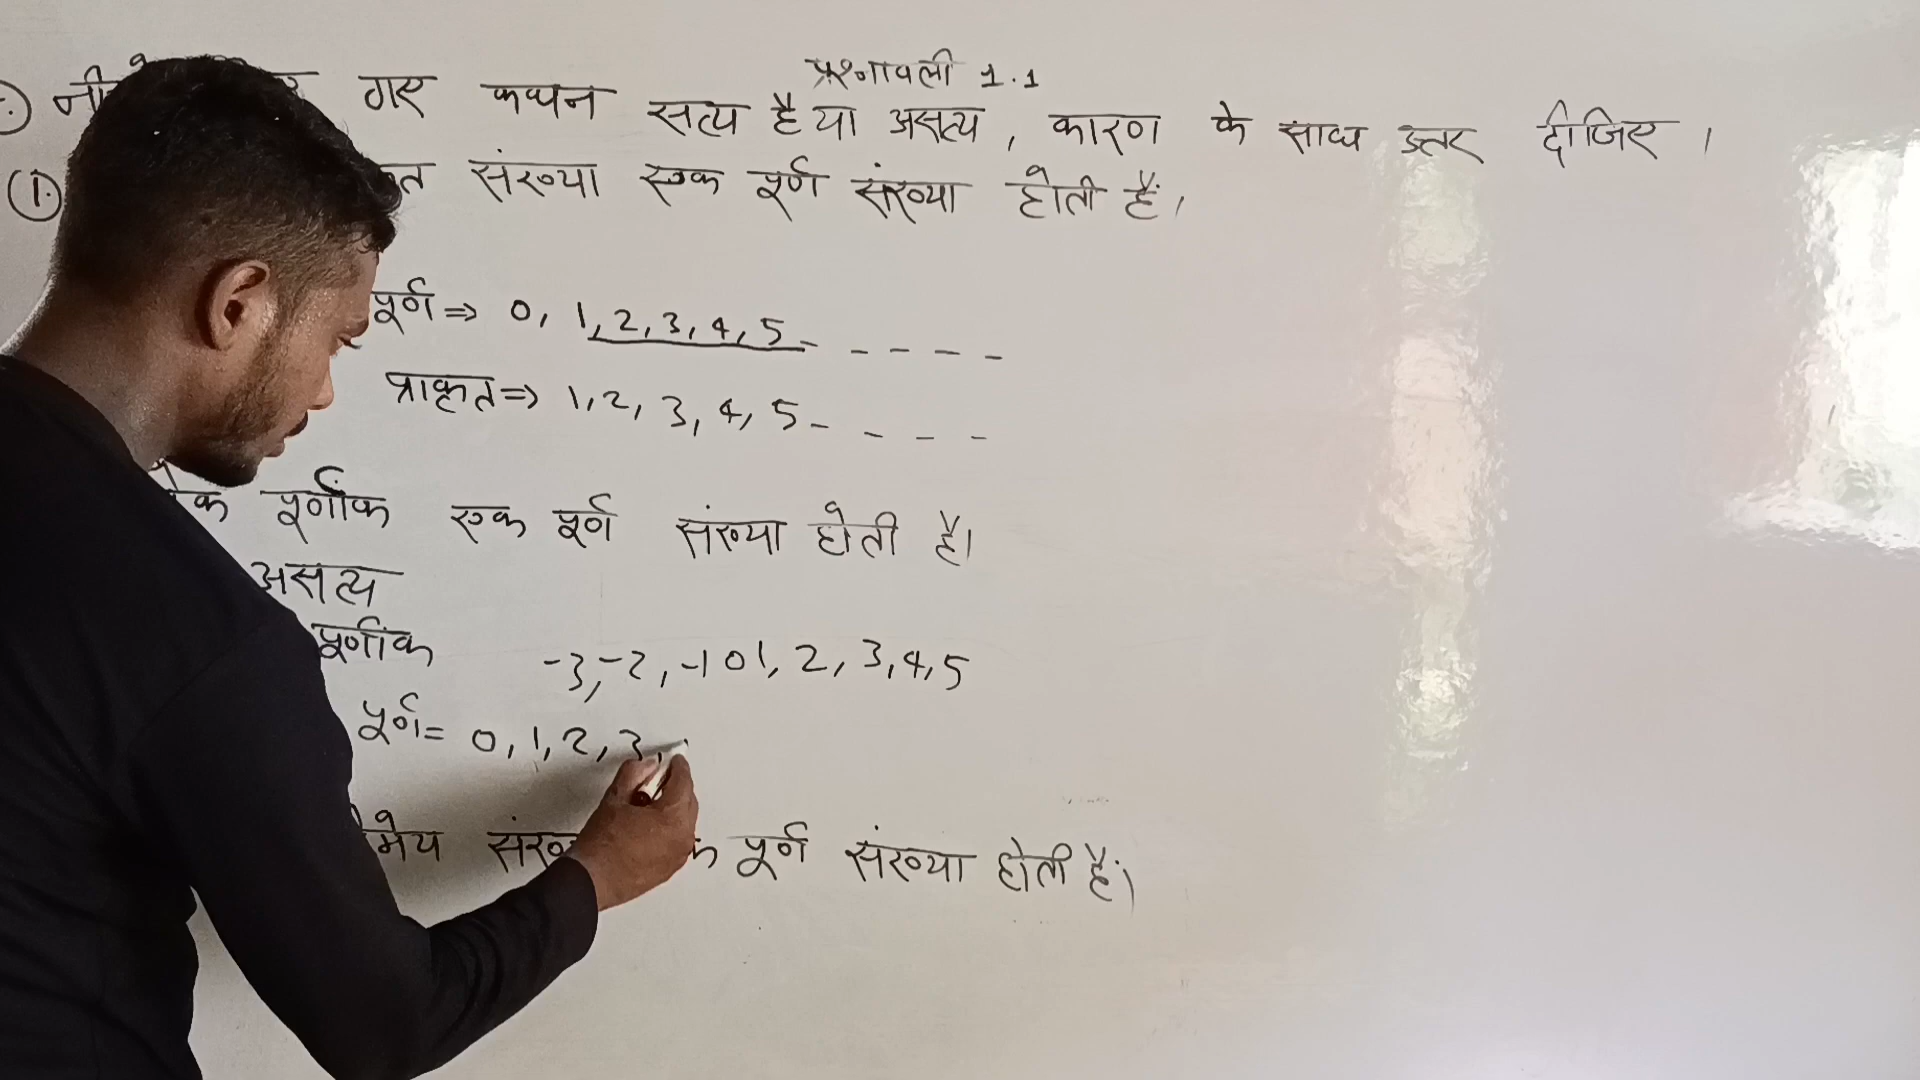 प्रश्नावली 1.1
गए कथन सत्य है या असत्य, कारण के साथ उत्तर दीजिए।
(1.) संख्या एक पूर्ण संख्या होती हैं।
पूर्ण ⇒ 0, 1, 2, 3, 4, 5 - - - - -
प्राकृत ⇒ 1, 2, 3, 4, 5 - - - -
पूर्णांक एक पूर्ण संख्या होती है।
असत्य
पूर्णांक -3, -2, -1 0 1, 2, 3, 4, 5
पूर्ण = 0, 1, 2, 3,
पूर्ण संख्या होती हैं।